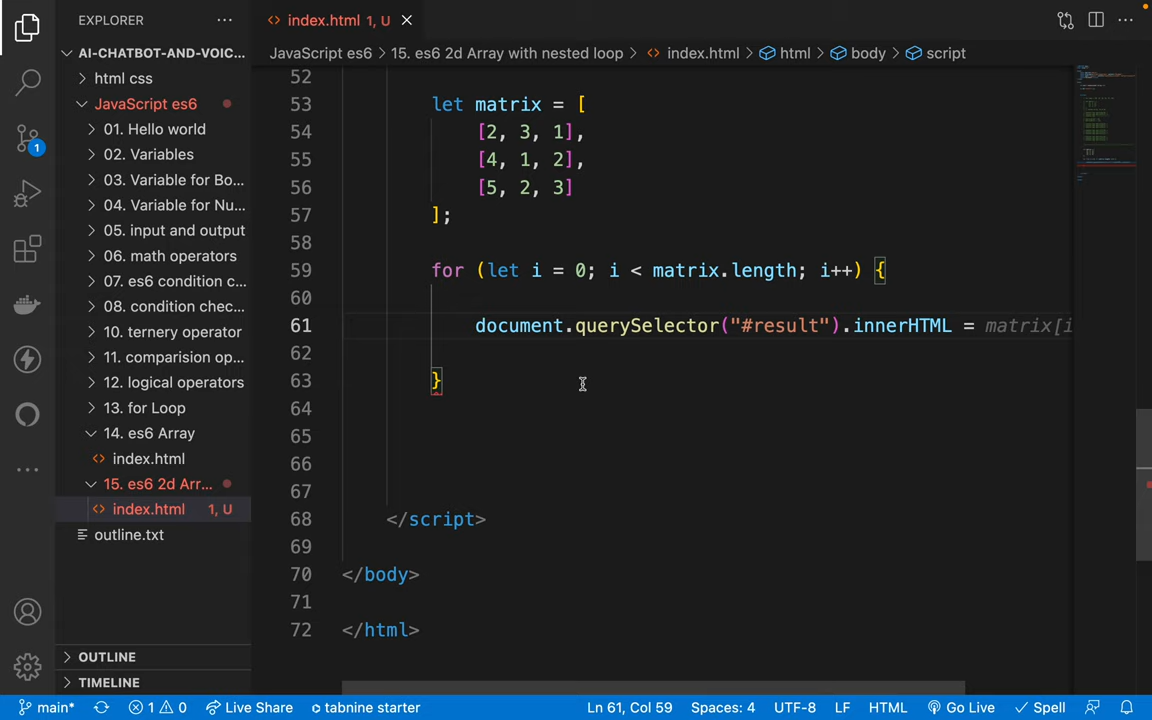 EXPLORER
index.html 1, U
AI-CHATBOT-AND-VOIC...
JavaScript es6 > 15. es6 2d Array with nested loop > index.html > html > body > script
html css
JavaScript es6
01. Hello world
02. Variables
03. Variable for Bo...
04. Variable for Nu...
05. input and output
06. math operators
07. es6 condition c...
08. condition chec...
10. ternery operator
11. comparision op...
12. logical operators
13. for Loop
14. es6 Array
index.html
15. es6 2d Arr...
index.html 1, U
outline.txt
OUTLINE
TIMELINE
52
53 let matrix = [
54 [2, 3, 1],
55 [4, 1, 2],
56 [5, 2, 3]
57 ];
58
59 for (let i = 0; i < matrix.length; i++) {
60
61 document.querySelector("#result").innerHTML = matrix[i
62
63 }
64
65
66
67
68 </script>
69
70 </body>
71
72 </html>
1
main* 1 0 Live Share tabnine starter Ln 61, Col 59 Spaces: 4 UTF-8 LF HTML Go Live Spell